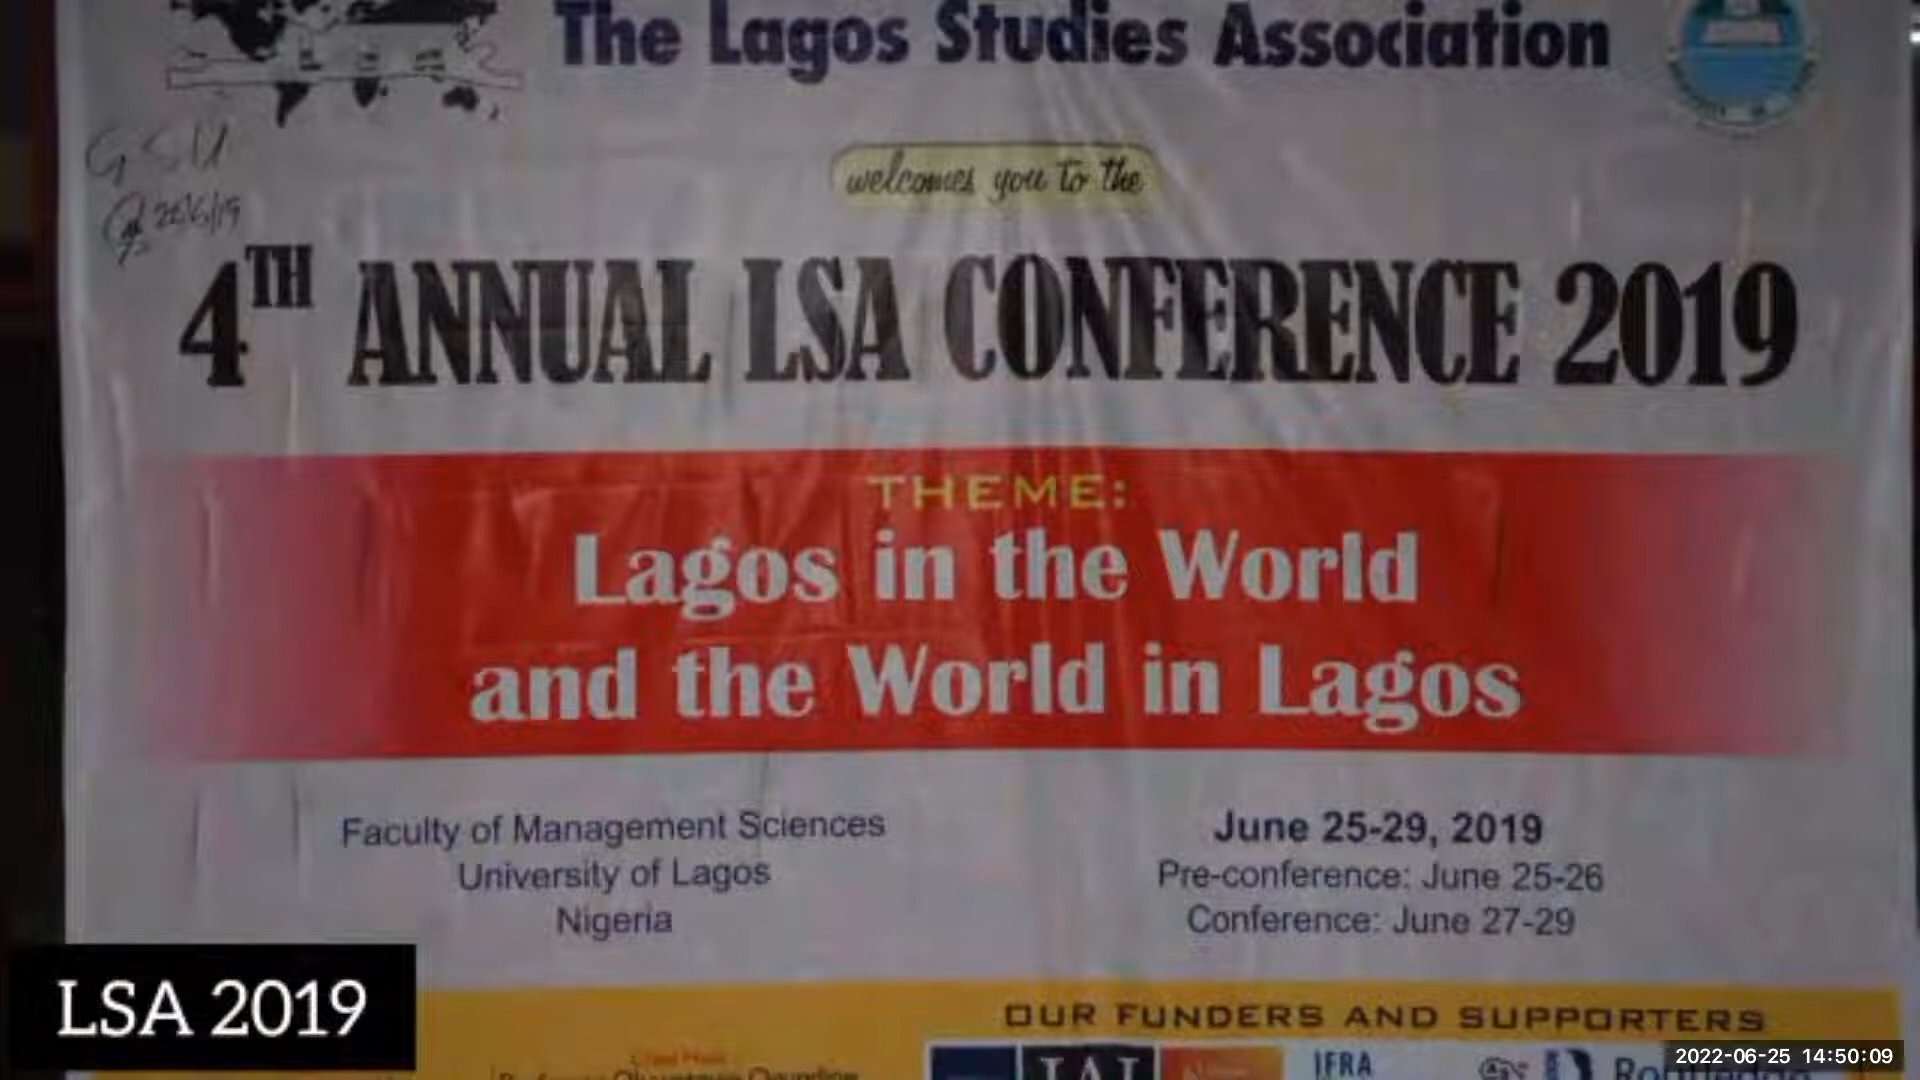 The Lagos Studies Association
GSU
welcomes you to the
4TH ANNUAL LSA CONFERENCE 2019
THEME:
Lagos in the World
and the World in Lagos
Faculty of Management Sciences
University of Lagos
Nigeria
June 25-29, 2019
Pre-conference: June 25-26
Conference: June 27-29
LSA 2019
OUR FUNDERS AND SUPPORTERS
IFRA
2022-06-25 14:50:09